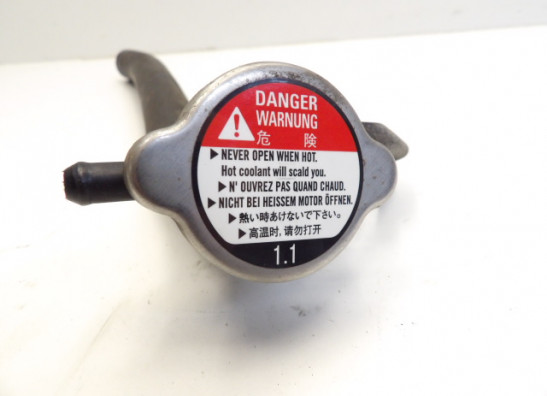 DANGER
WARNUNG
危 険
▶ NEVER OPEN WHEN HOT.
Hot coolant will scald you.
▶ N' OUVREZ PAS QUAND CHAUD.
▶ NICHT BEI HEISSEM MOTOR ÖFFNEN.
▶ 熱い時あけないで下さい。
▶ 高温时, 请勿打开
1.1